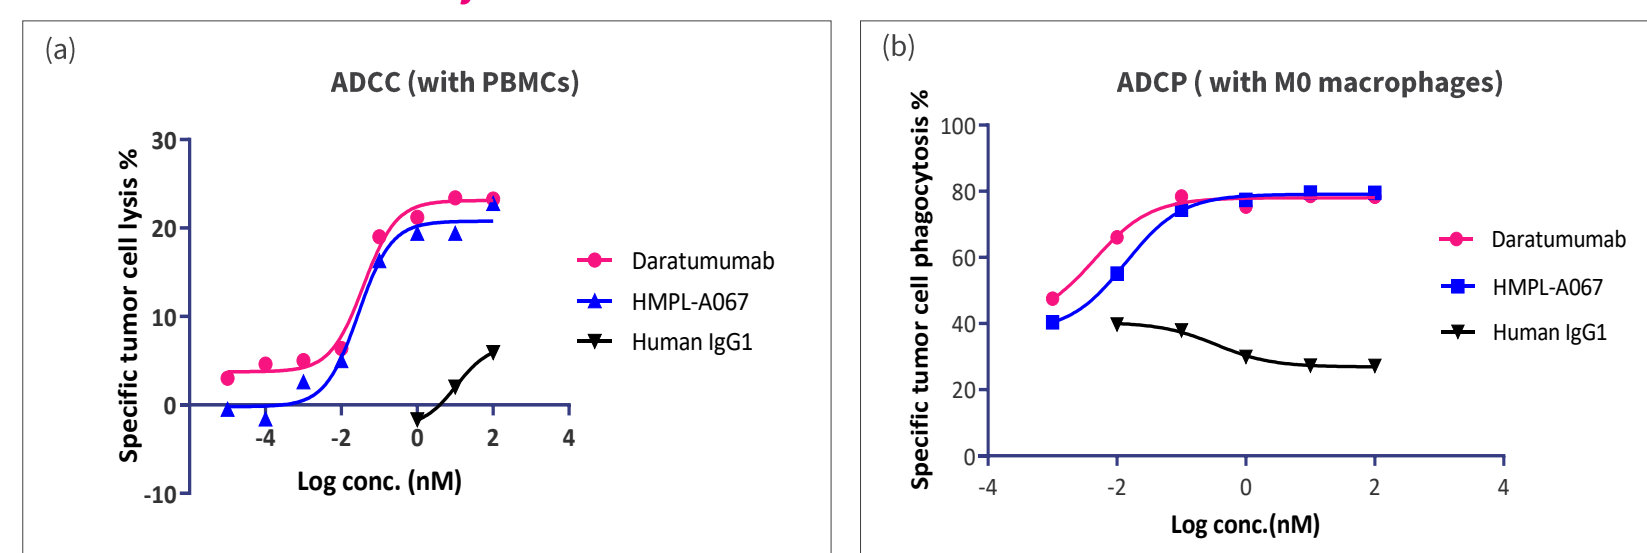 (a)
ADCC (with PBMCs)
Specific tumor cell lysis %
30
20
10
0
-10
-4
-2
0
2
4
Log conc. (nM)
Daratumumab
HMPL-A067
Human IgG1
(b)
ADCP ( with M0 macrophages)
Specific tumor cell phagocytosis %
100
80
60
40
20
0
-4
-2
0
2
4
Log conc.(nM)
Daratumumab
HMPL-A067
Human IgG1